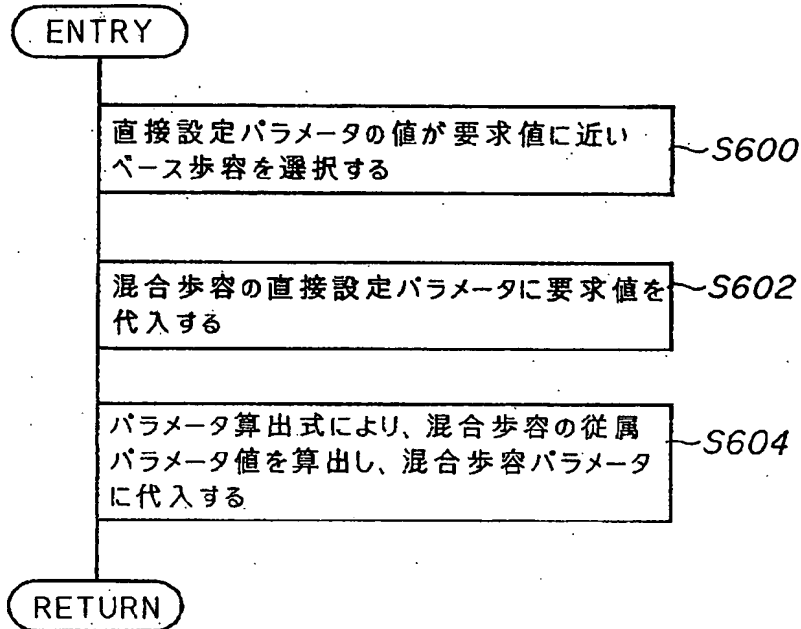 ENTRY
直接設定パラメータの値が要求値に近い
ベース歩容を選択する
S600
混合歩容の直接設定パラメータに要求値を
代入する
S602
パラメータ算出式により、混合歩容の従属
パラメータ値を算出し、混合歩容パラメータ
に代入する
S604
RETURN